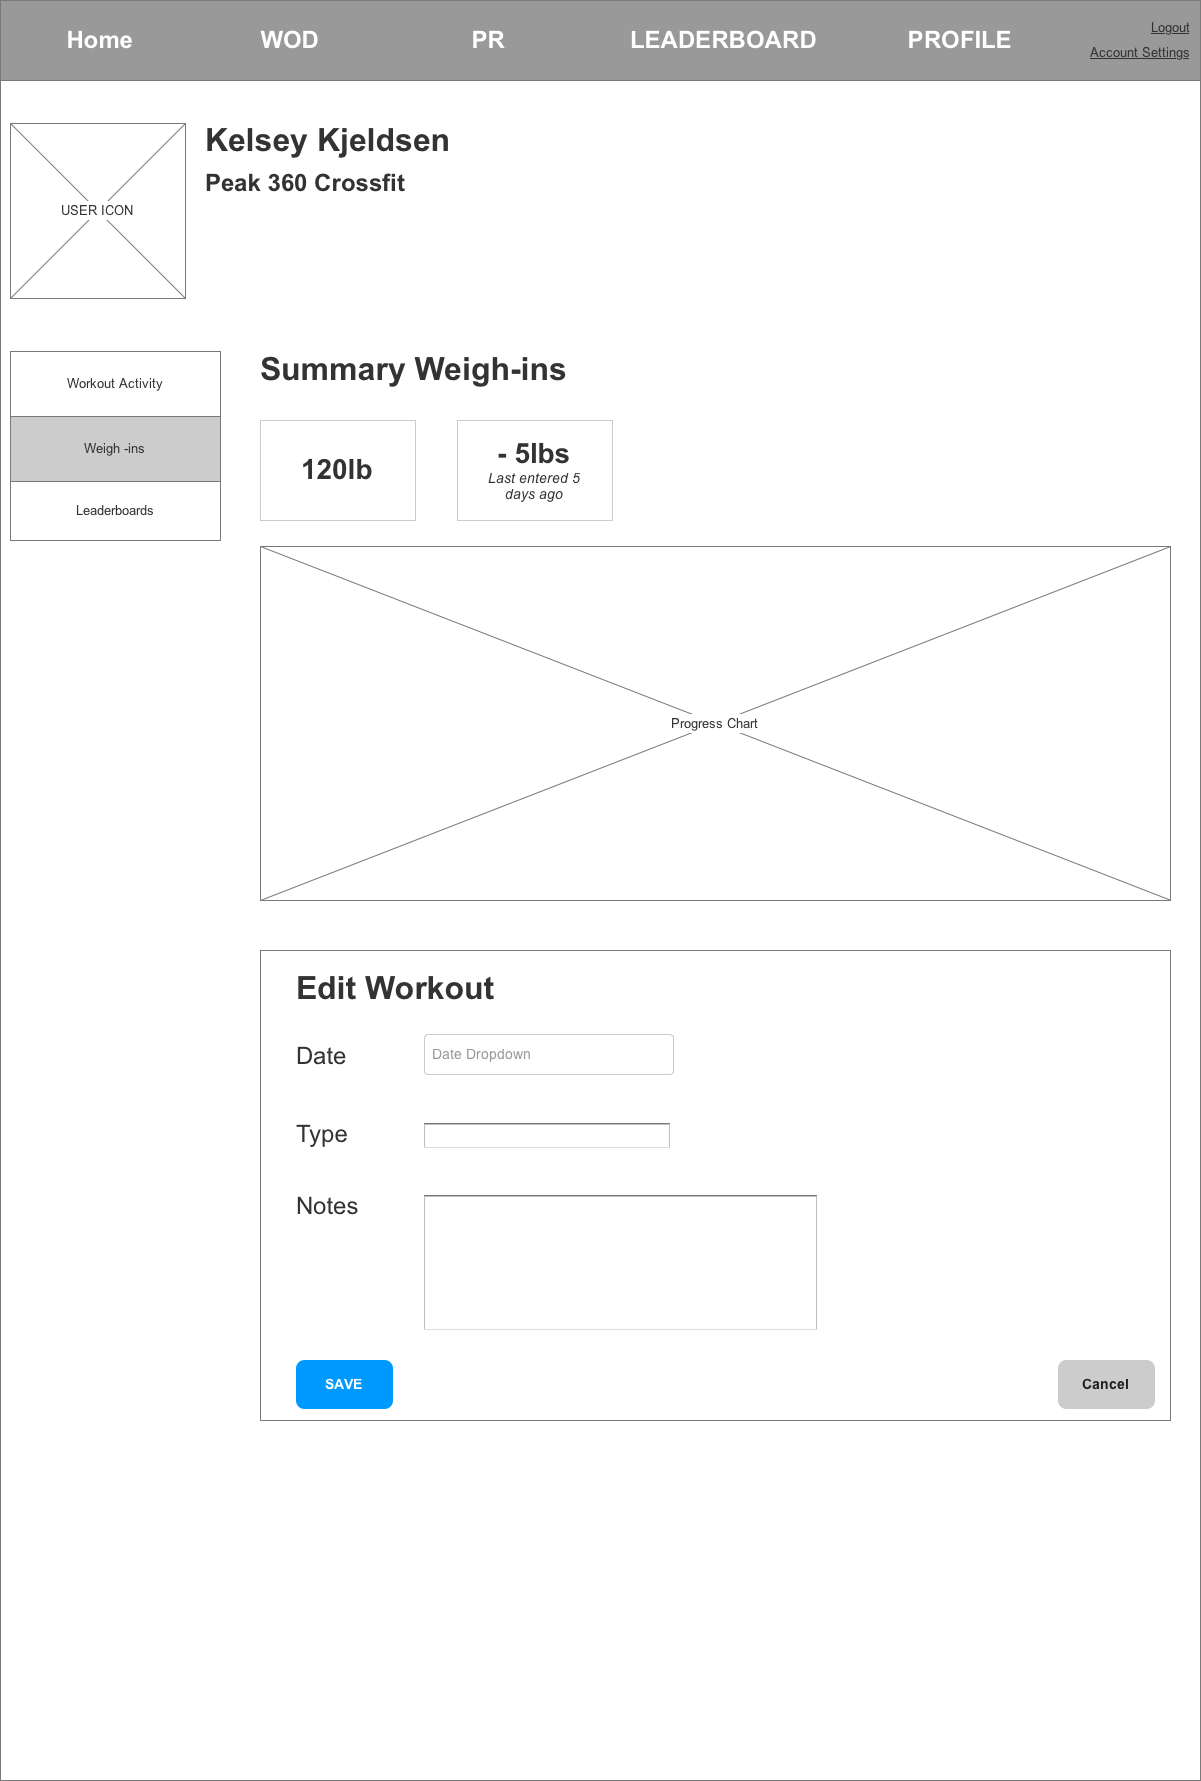 Home
WOD
PR
LEADERBOARD
PROFILE
Logout
Account Settings
Kelsey Kjeldsen
Peak 360 Crossfit
USER ICON
Workout Activity
Weigh -ins
Leaderboards
Summary Weigh-ins
120lb
- 5lbs
Last entered 5
days ago
Progress Chart
Edit Workout
Date
Date Dropdown
Type
Notes
SAVE
Cancel